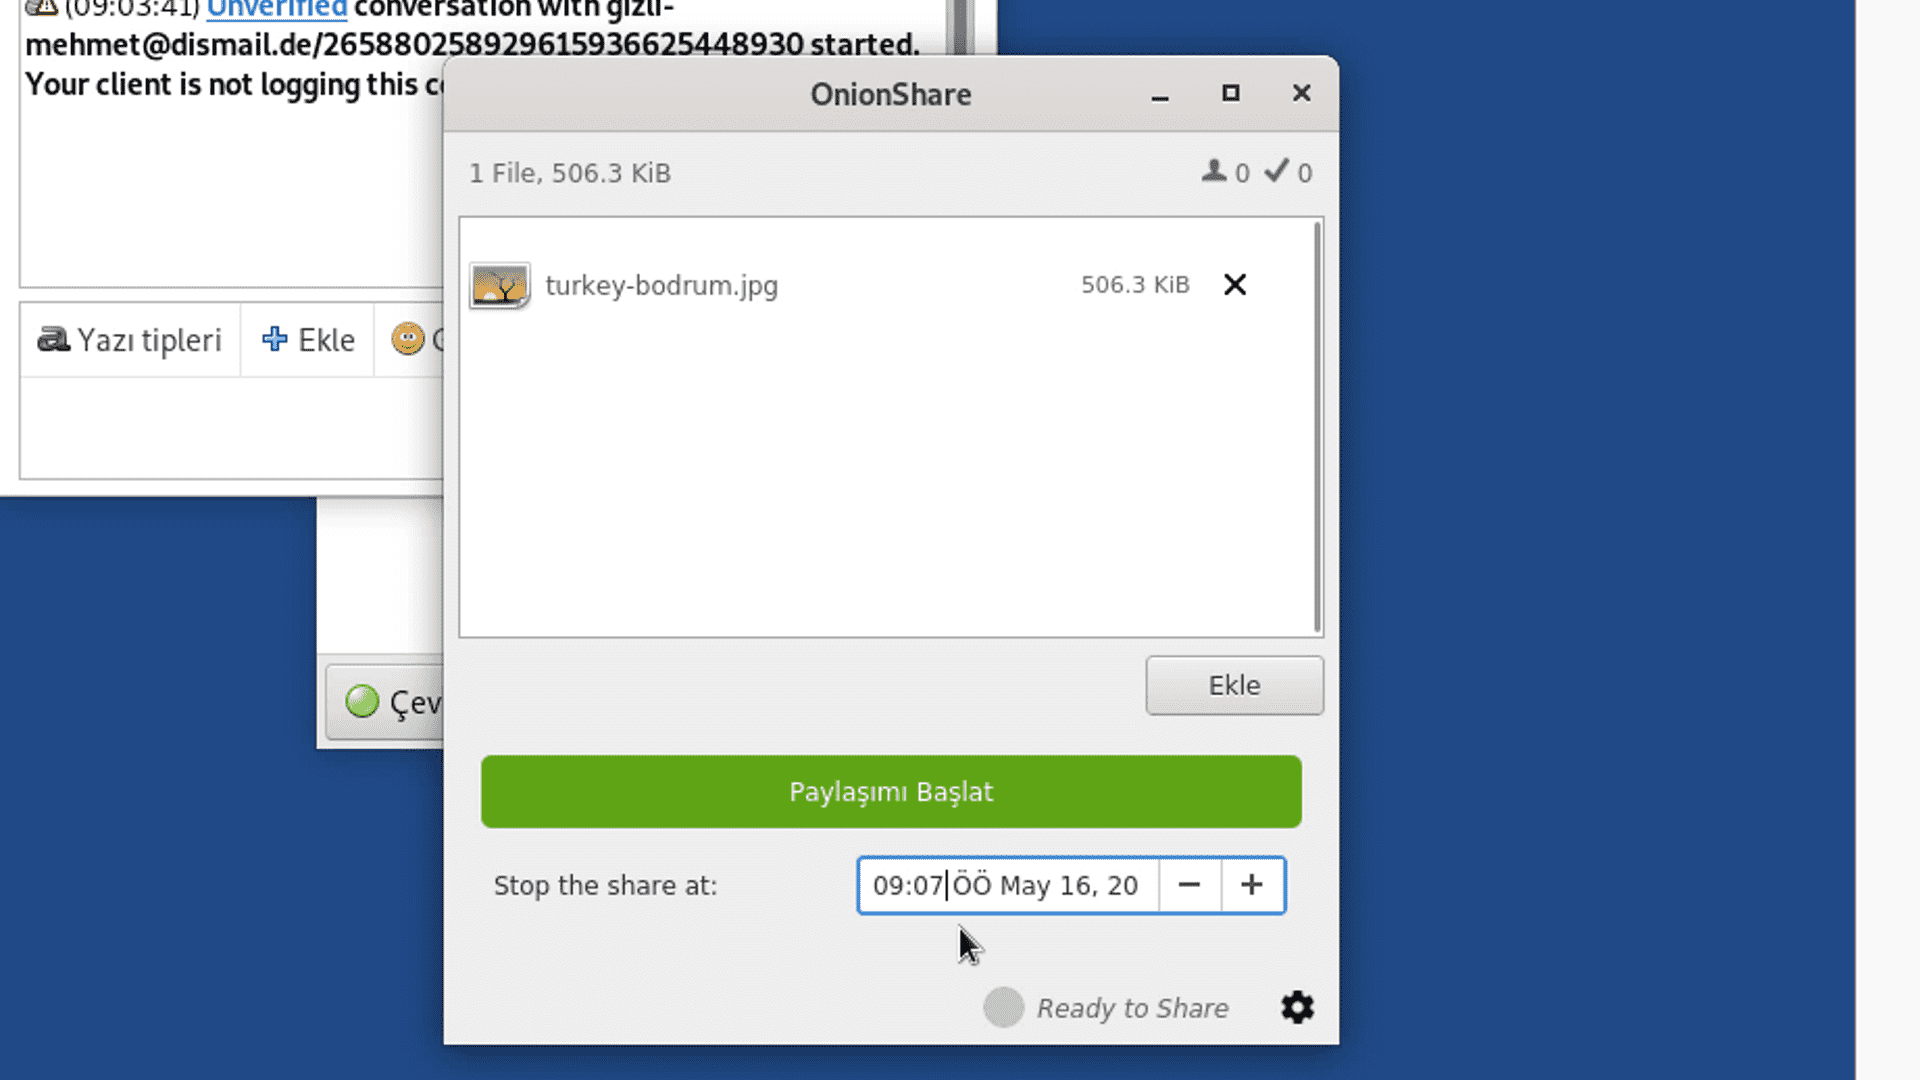 (09:03:41) Unverified conversation with gizli-
mehmet@dismail.de/265880258929615936625448930 started.
Your client is not logging this
OnionShare
1 File, 506.3 KiB
0 0
turkey-bodrum.jpg 506.3 KiB
Yazı tipleri
Ekle
Ekle
Çev
Paylaşımı Başlat
Stop the share at: 09:07 ÖÖ May 16, 20
Ready to Share